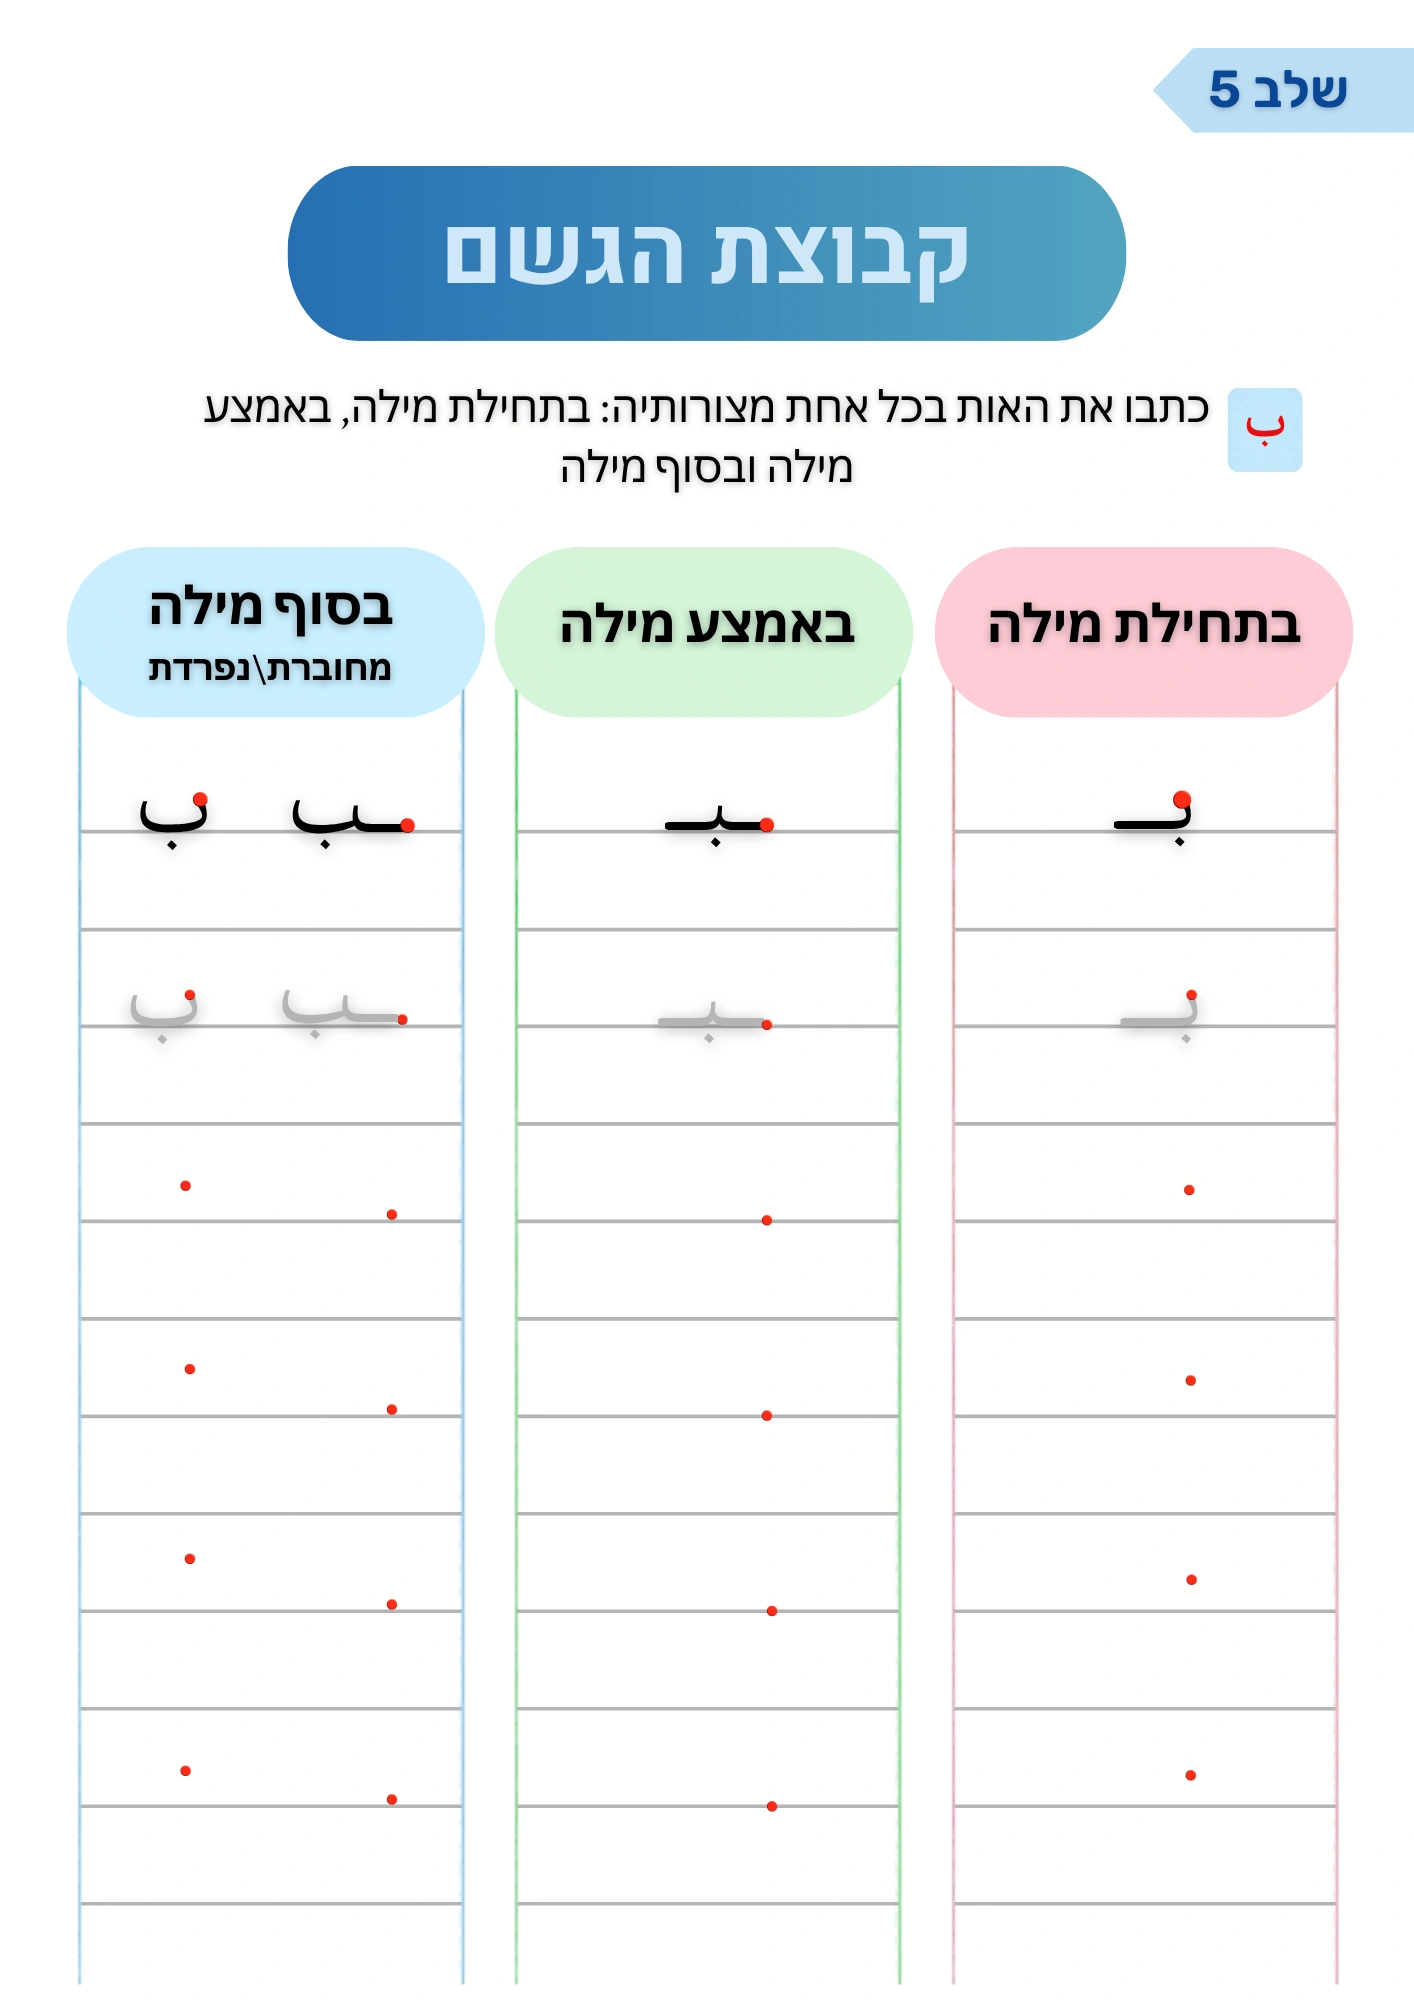 שלב 5
קבוצת הגשם
ب
כתבו את האות בכל אחת מצורותיה: בתחילת מילה, באמצע
מילה ובסוף מילה
בתחילת מילה
באמצע מילה
בסוף מילה
מחוברת\נפרדת
بـ
ـبـ
ـب ب
بـ
ـبـ
ـب ب